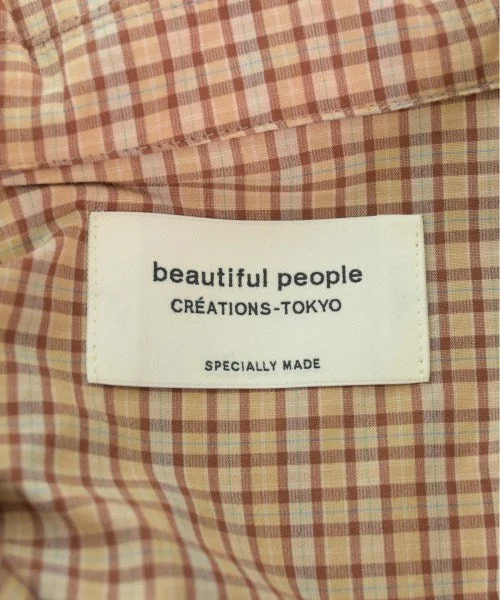 beautiful people
CRÉATIONS-TOKYO
SPECIALLY MADE